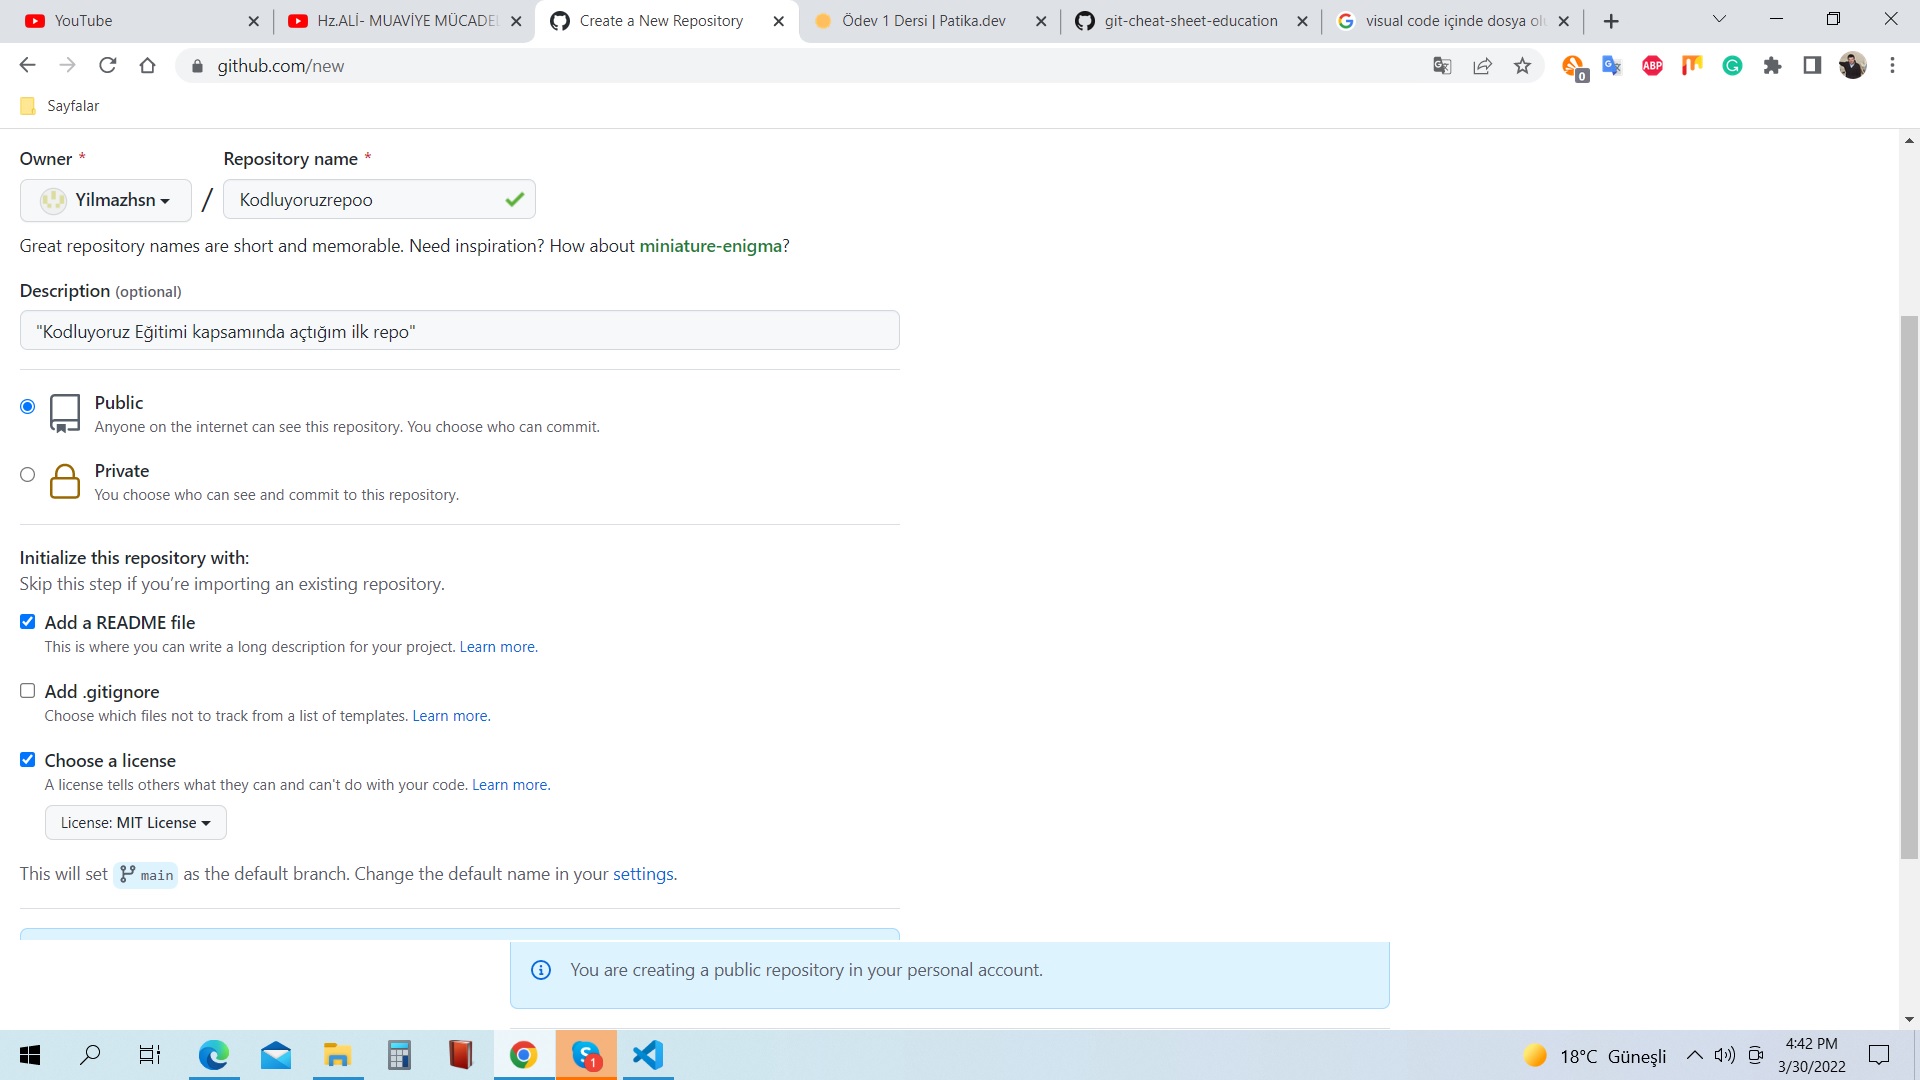 YouTube
Hz.ALİ- MUAVİYE MÜCADEL
Create a New Repository
Ödev 1 Dersi | Patika.dev
git-cheat-sheet-education
visual code içinde dosya olu
github.com/new
0
ABP
Sayfalar
Owner *
Repository name *
Yilmazhsn
/
Kodluyoruzrepoo
Great repository names are short and memorable. Need inspiration? How about miniature-enigma?
Description (optional)
"Kodluyoruz Eğitimi kapsamında açtığım ilk repo"
Public
Anyone on the internet can see this repository. You choose who can commit.
Private
You choose who can see and commit to this repository.
Initialize this repository with:
Skip this step if you’re importing an existing repository.
Add a README file
This is where you can write a long description for your project. Learn more.
Add .gitignore
Choose which files not to track from a list of templates. Learn more.
Choose a license
A license tells others what they can and can't do with your code. Learn more.
License: MIT License
This will set main as the default branch. Change the default name in your settings.
You are creating a public repository in your personal account.
1
18°C Güneşli
4:42 PM
3/30/2022